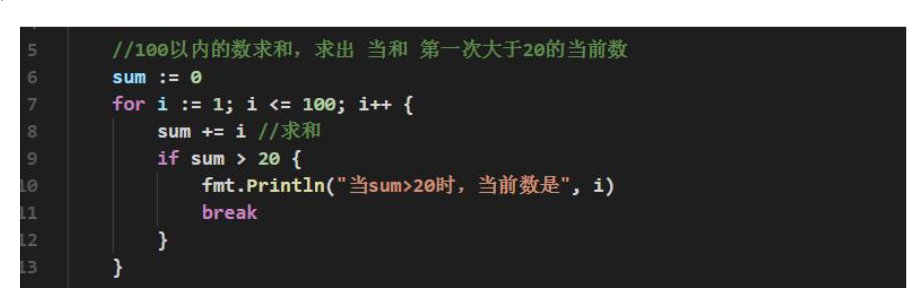 5 //100以内的数求和，求出 当和 第一次大于20的当前数
6 sum := 0
7 for i := 1; i <= 100; i++ {
8 sum += i //求和
9 if sum > 20 {
10 fmt.Println("当sum>20时，当前数是", i)
11 break
12 }
13 }